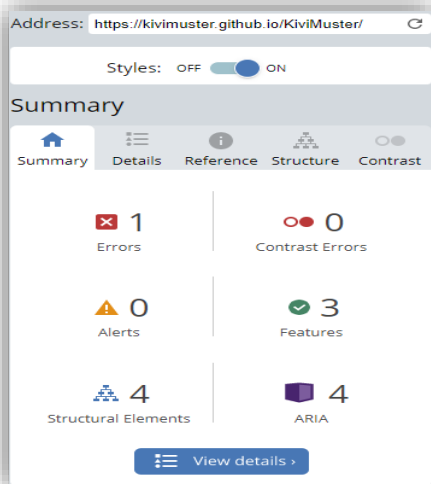 Address: https://kivimuster.github.io/KiviMuster/
Styles: OFF ON
Summary
Summary Details Reference Structure Contrast
1 0
Errors Contrast Errors
0 3
Alerts Features
4 4
Structural Elements ARIA
View details ›